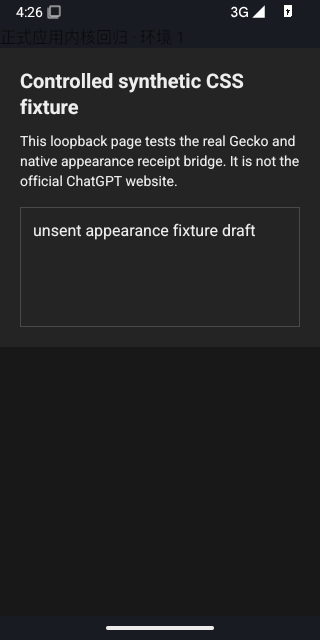 4:26
3G
正式应用内核回归 · 环境 1
Controlled synthetic CSS
fixture
This loopback page tests the real Gecko and
native appearance receipt bridge. It is not the
official ChatGPT website.
unsent appearance fixture draft